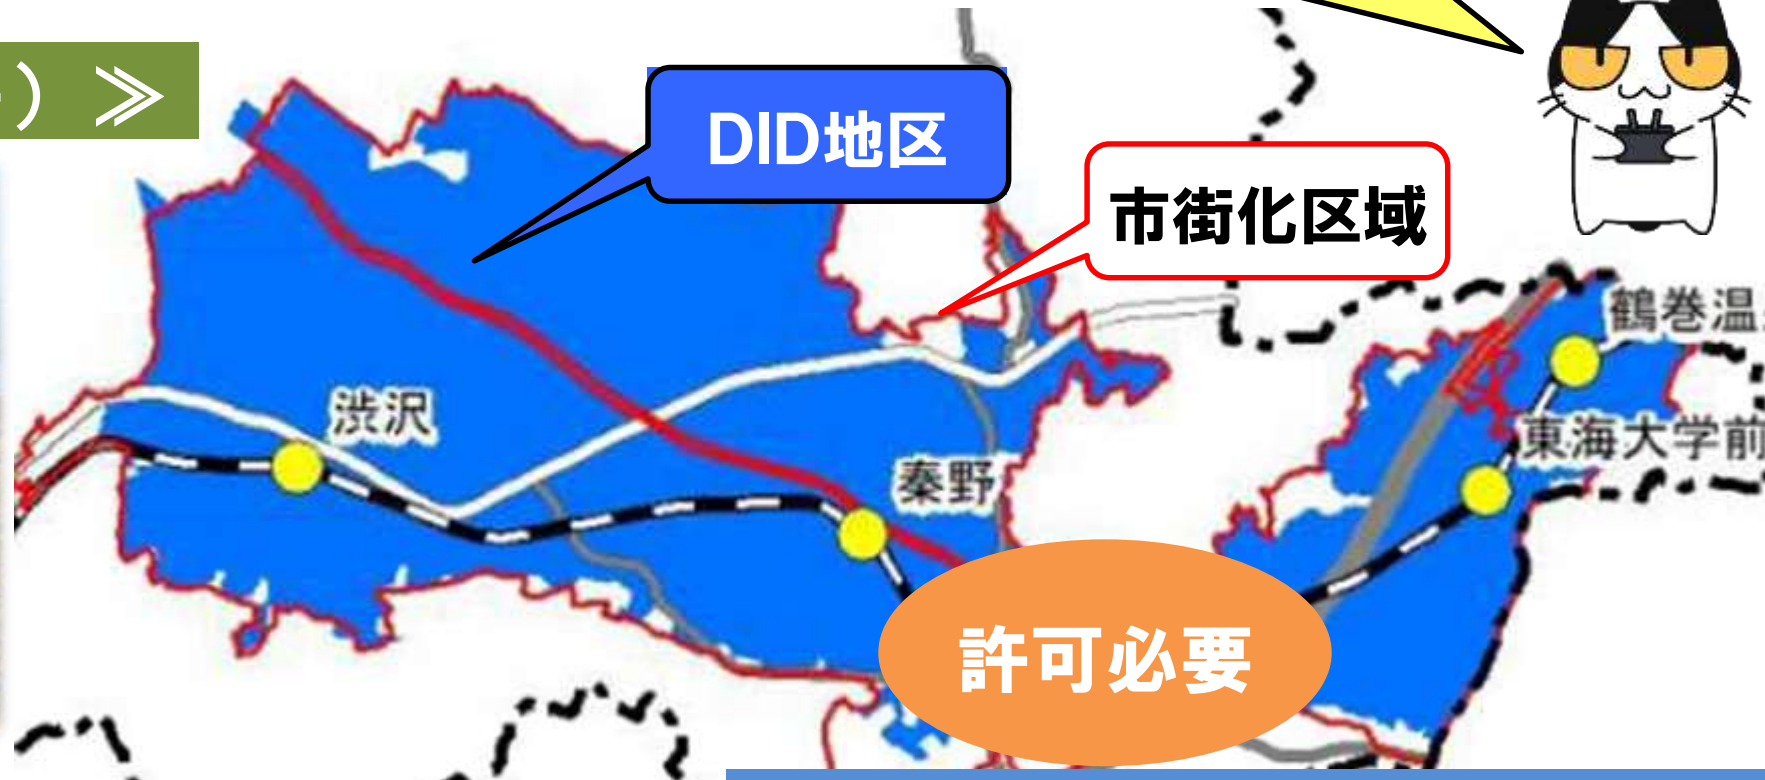 ) ≫
DID地区
市街化区域
鶴巻温
渋沢
東海大学前
秦野
許可必要